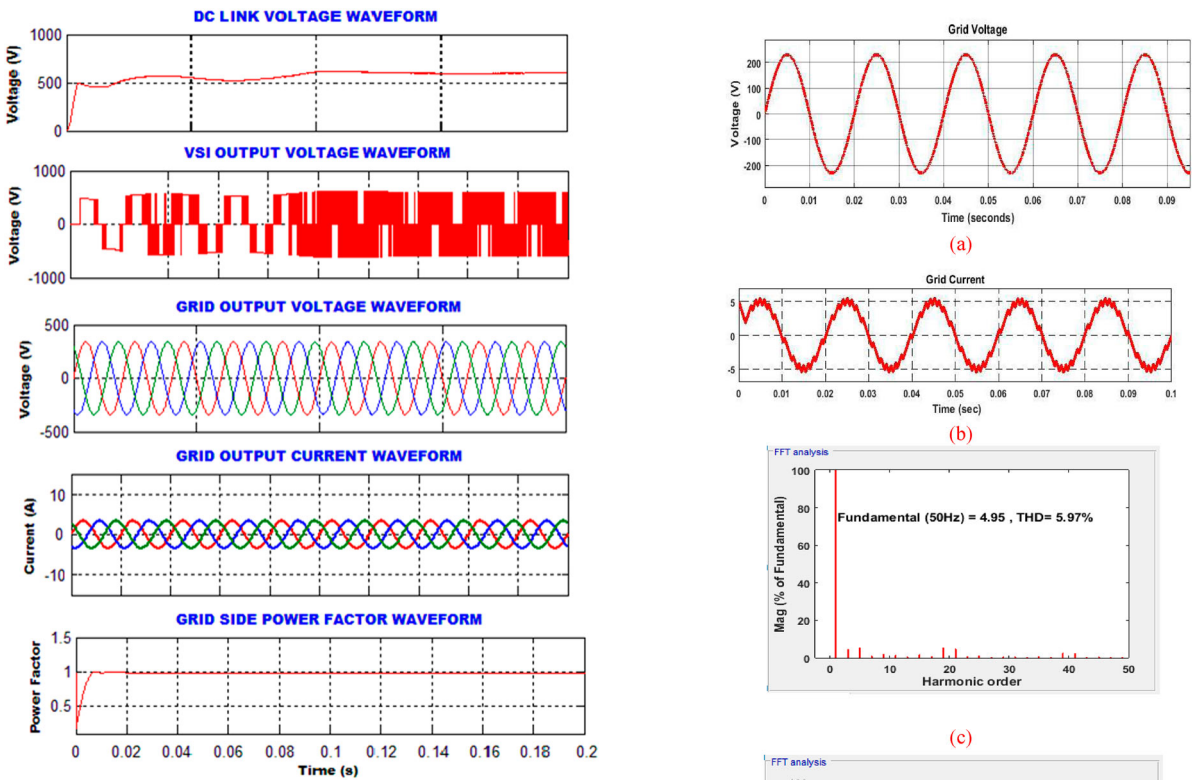 DC LINK VOLTAGE WAVEFORM
1000
500
0
Voltage (V)
VSI OUTPUT VOLTAGE WAVEFORM
1000
0
-1000
Voltage (V)
GRID OUTPUT VOLTAGE WAVEFORM
500
0
-500
Voltage (V)
GRID OUTPUT CURRENT WAVEFORM
10
0
-10
Current (A)
GRID SIDE POWER FACTOR WAVEFORM
1.5
1
0.5
Power Factor
0 0.02 0.04 0.06 0.08 0.10 0.12 0.14 0.16 0.18 0.2
Time (s)
Grid Voltage
200
100
0
-100
-200
Voltage (V)
0 0.01 0.02 0.03 0.04 0.05 0.06 0.07 0.08 0.09
Time (seconds)
(a)
Grid Current
5
0
-5
0 0.01 0.02 0.03 0.04 0.05 0.06 0.07 0.08 0.09 0.1
Time (sec)
(b)
FFT analysis
100
80
60
40
20
0
Mag (% of Fundamental)
Fundamental (50Hz) = 4.95 , THD= 5.97%
0 10 20 30 40 50
Harmonic order
(c)
FFT analysis